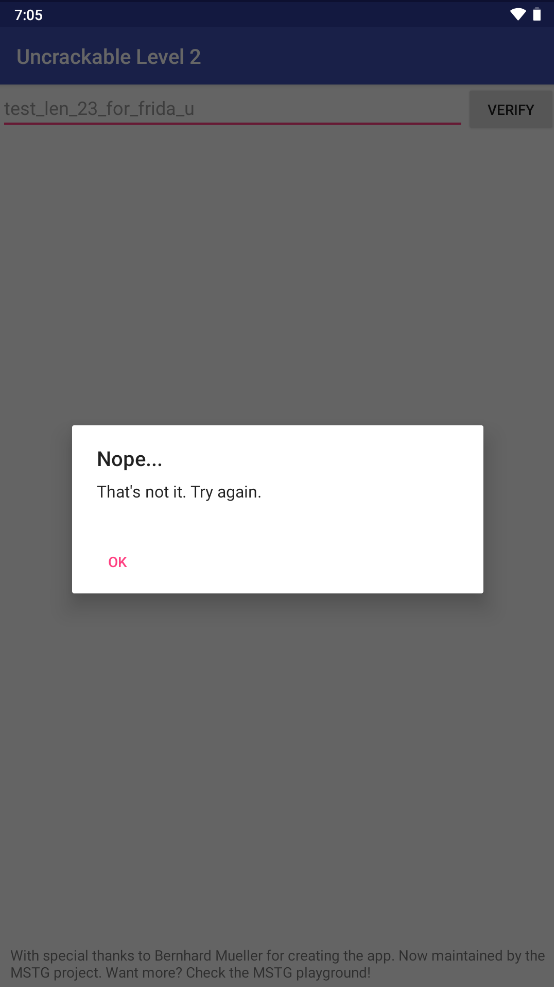 7:05
Uncrackable Level 2
test_len_23_for_frida_u
VERIFY
Nope...
That's not it. Try again.
OK
With special thanks to Bernhard Mueller for creating the app. Now maintained by the
MSTG project. Want more? Check the MSTG playground!